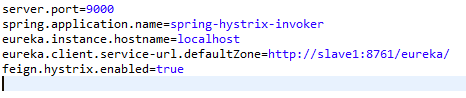 server.port=9000
spring.application.name=spring-hystrix-invoker
eureka.instance.hostname=localhost
eureka.client.service-url.defaultZone=http://slave1:8761/eureka/
feign.hystrix.enabled=true